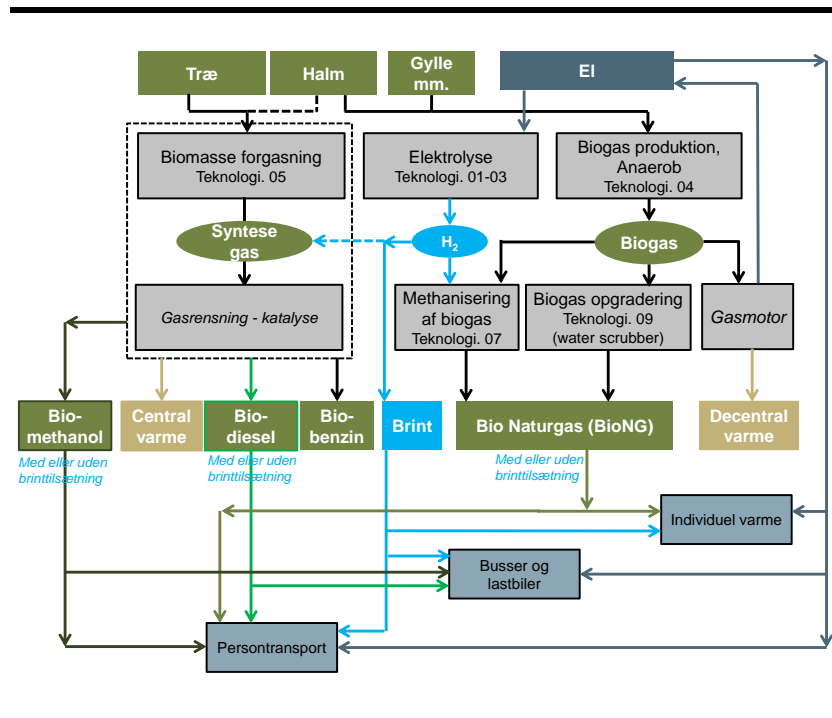 Træ
Halm
Gylle
mm.
El
Biomasse forgasning
Teknologi. 05
Elektrolyse
Teknologi. 01-03
Biogas produktion,
Anaerob
Teknologi. 04
Syntese
gas
H2
Biogas
Gasrensning - katalyse
Methanisering
af biogas
Teknologi. 07
Biogas opgradering
Teknologi. 09
(water scrubber)
Gasmotor
Bio-
methanol
Central
varme
Bio-
diesel
Bio-
benzin
Brint
Bio Naturgas (BioNG)
Decentral
varme
Med eller uden
brinttilsætning
Med eller uden
brinttilsætning
Med eller uden
brinttilsætning
Individuel varme
Busser og
lastbiler
Persontransport